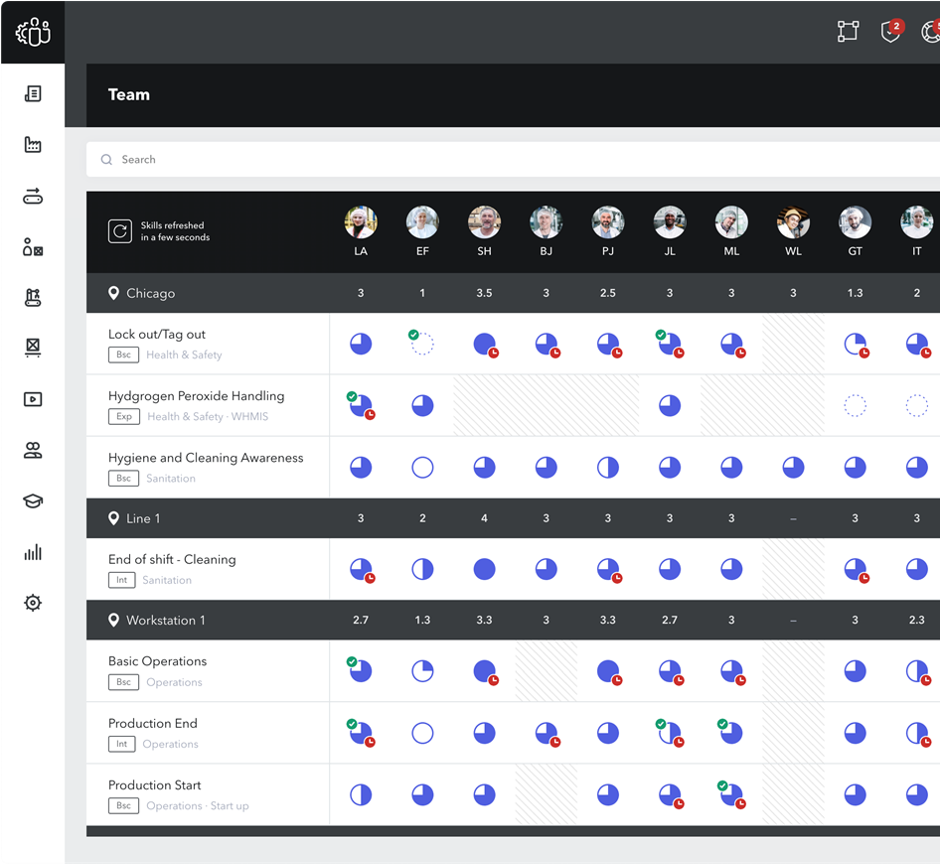 2
Team
Search
Skills refreshed
in a few seconds
LA EF SH BJ PJ JL ML WL GT IT
Chicago 3 1 3.5 3 2.5 3 3 3 1.3 2
Lock out/Tag out
Bsc Health & Safety
Hydgrogen Peroxide Handling
Exp Health & Safety · WHMIS
Hygiene and Cleaning Awareness
Bsc Sanitation
Line 1 3 2 4 3 3 3 3 – 3 3
End of shift - Cleaning
Int Sanitation
Workstation 1 2.7 1.3 3.3 3 3.3 2.7 3 – 3 2.3
Basic Operations
Bsc Operations
Production End
Int Operations
Production Start
Bsc Operations · Start up